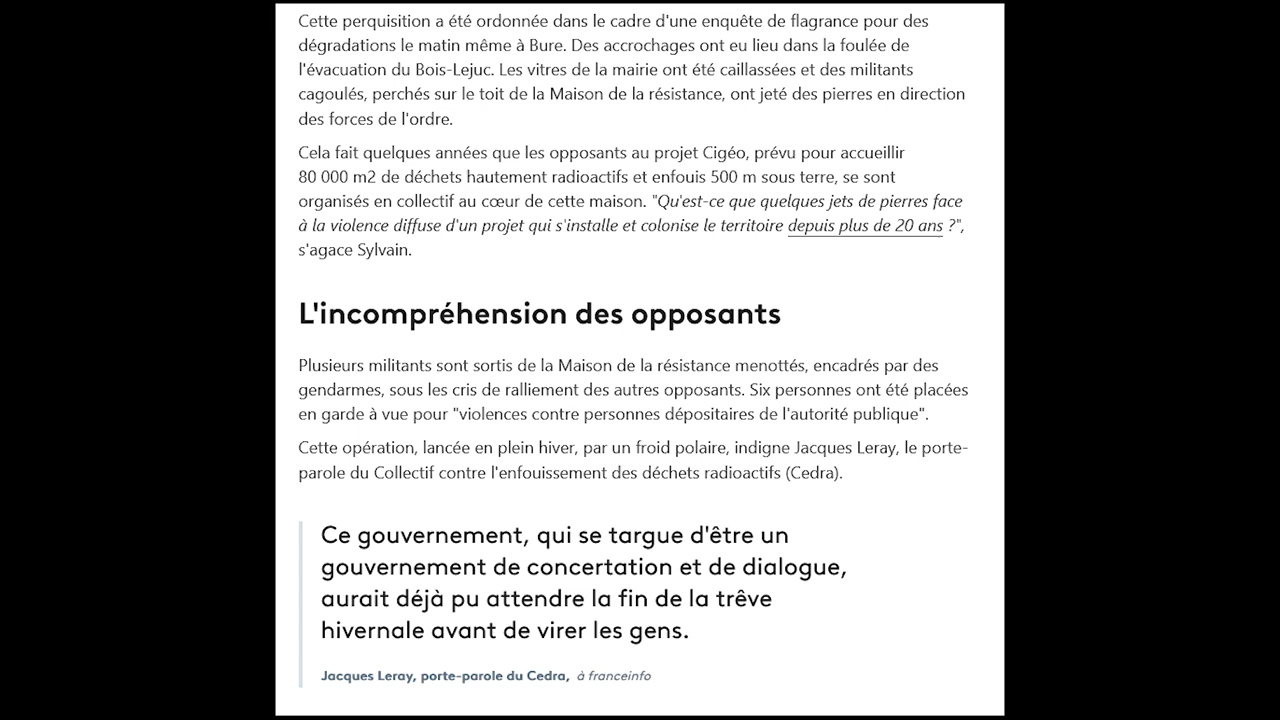 Cette perquisition a été ordonnée dans le cadre d'une enquête de flagrance pour des
dégradations le matin même à Bure. Des accrochages ont eu lieu dans la foulée de
l'évacuation du Bois-Lejuc. Les vitres de la mairie ont été caillassées et des militants
cagoulés, perchés sur le toit de la Maison de la résistance, ont jeté des pierres en direction
des forces de l'ordre.
Cela fait quelques années que les opposants au projet Cigéo, prévu pour accueillir
80 000 m2 de déchets hautement radioactifs et enfouis 500 m sous terre, se sont
organisés en collectif au cœur de cette maison. "Qu'est-ce que quelques jets de pierres face
à la violence diffuse d'un projet qui s'installe et colonise le territoire depuis plus de 20 ans ?",
s'agace Sylvain.
L'incompréhension des opposants
Plusieurs militants sont sortis de la Maison de la résistance menottés, encadrés par des
gendarmes, sous les cris de ralliement des autres opposants. Six personnes ont été placées
en garde à vue pour "violences contre personnes dépositaires de l'autorité publique".
Cette opération, lancée en plein hiver, par un froid polaire, indigne Jacques Leray, le porte-
parole du Collectif contre l'enfouissement des déchets radioactifs (Cedra).
Ce gouvernement, qui se targue d'être un
gouvernement de concertation et de dialogue,
aurait déjà pu attendre la fin de la trêve
hivernale avant de virer les gens.
Jacques Leray, porte-parole du Cedra, à franceinfo